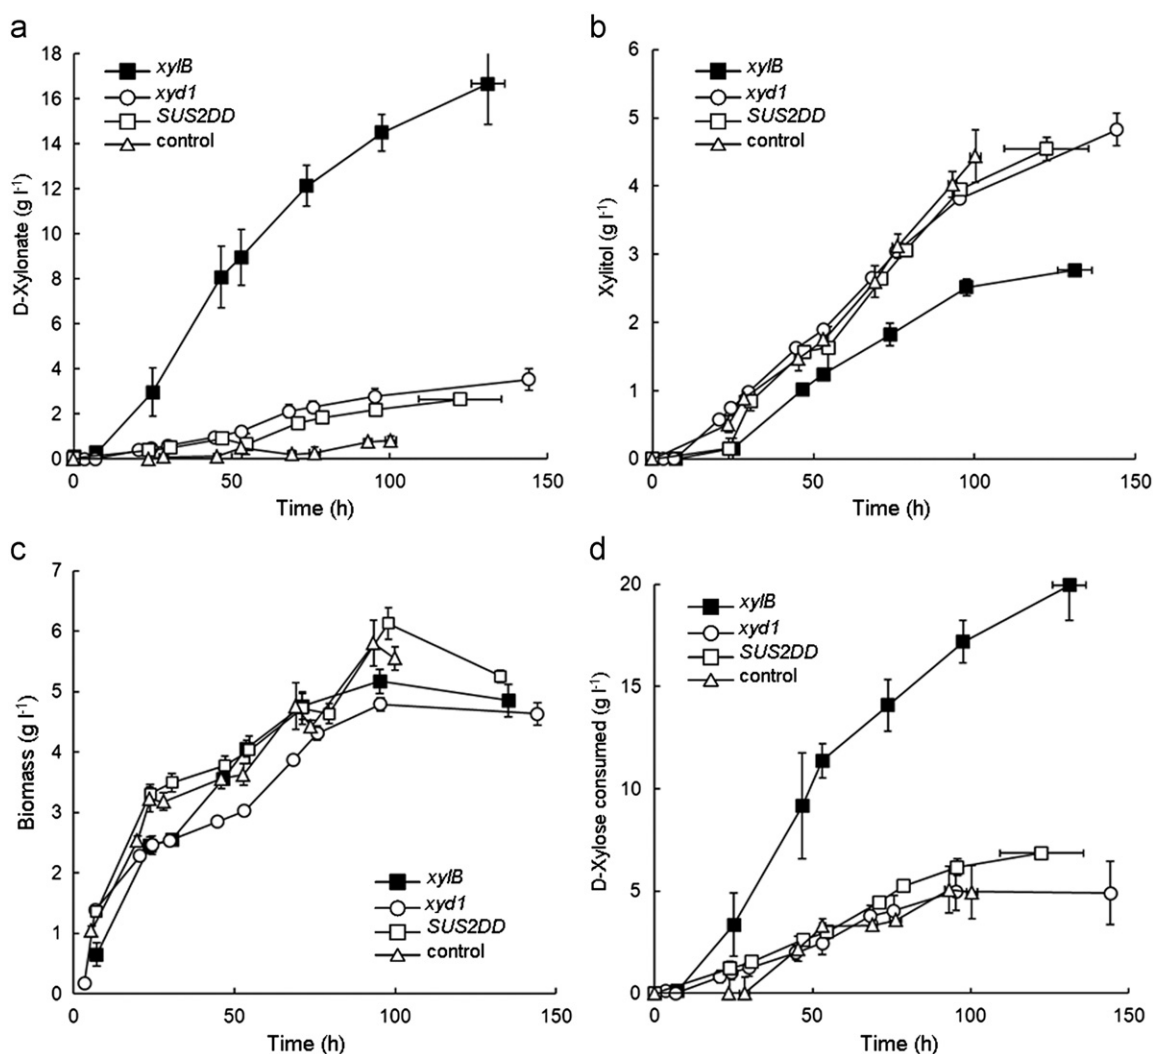 a
D-Xylonate (g l⁻¹)
18
16
14
12
10
8
6
4
2
0
xylB
xyd1
SUS2DD
control
0
50
100
150
Time (h)
b
Xylitol (g l⁻¹)
6
5
4
3
2
1
0
xylB
xyd1
SUS2DD
control
0
50
100
150
Time (h)
c
Biomass (g l⁻¹)
7
6
5
4
3
2
1
0
xylB
xyd1
SUS2DD
control
0
50
100
150
Time (h)
d
D-Xylose consumed (g l⁻¹)
20
15
10
5
0
xylB
xyd1
SUS2DD
control
0
50
100
150
Time (h)